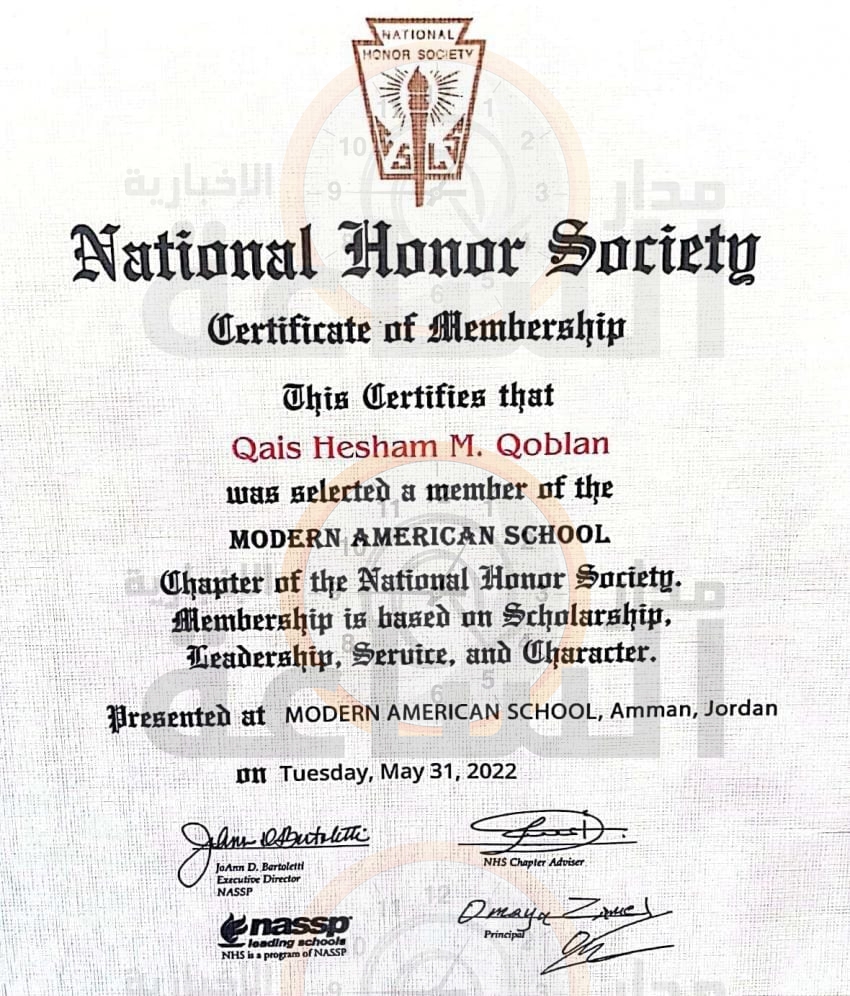 NATIONAL
HONOR SOCIETY
S L S C
الإخبارية
مدار
الساعة
National Honor Society
Certificate of Membership
This Certifies that
Qais Hesham M. Qoblan
was selected a member of the
MODERN AMERICAN SCHOOL
Chapter of the National Honor Society.
Membership is based on Scholarship,
Leadership, Service, and Character.
Presented at MODERN AMERICAN SCHOOL, Amman, Jordan
on Tuesday, May 31, 2022
JoAnn D. Bartoletti
Executive Director
NASSP
NHS Chapter Adviser
Omaya
Principal
nassp
leading schools
NHS is a program of NASSP